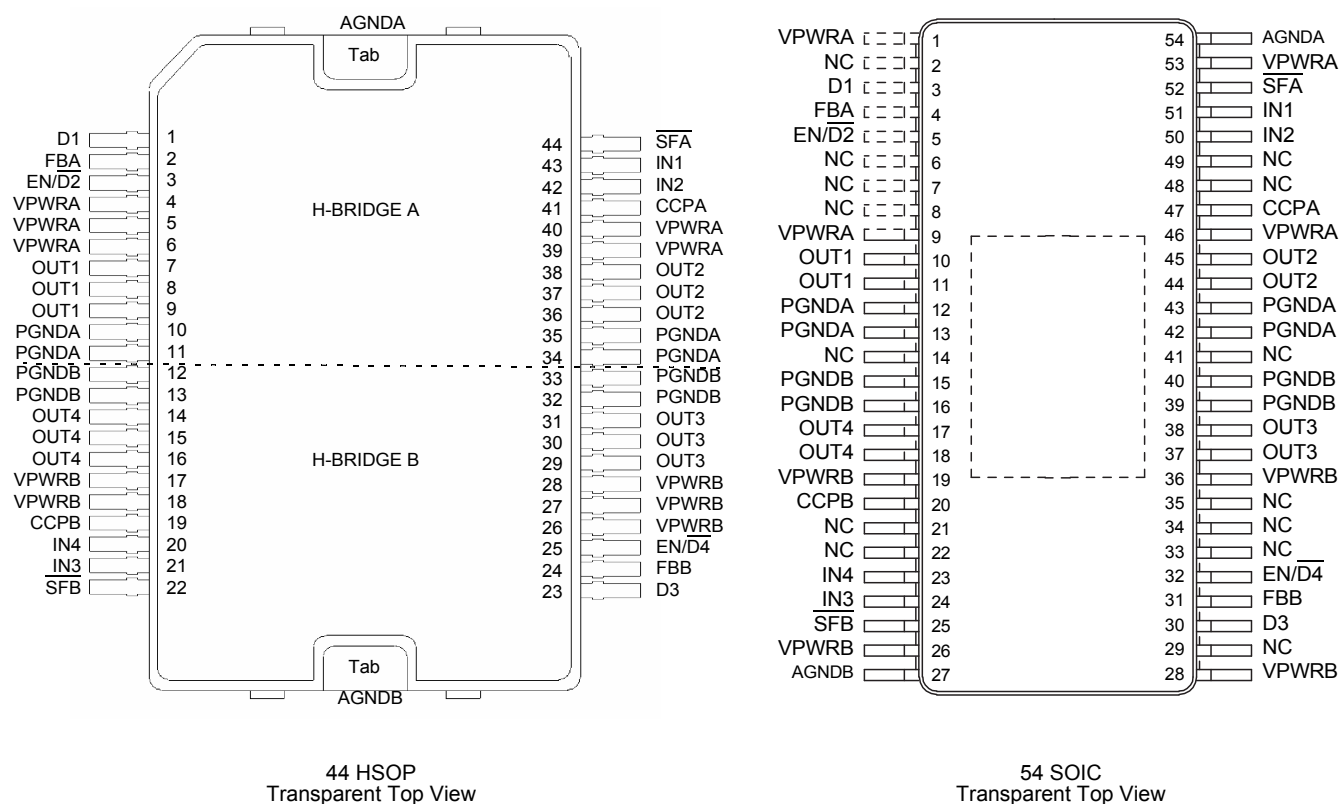 AGNDA
Tab
D1 1
FBA 2
EN/D2 3
VPWRA 4
VPWRA 5
VPWRA 6
OUT1 7
OUT1 8
OUT1 9
PGNDA 10
PGNDA 11
PGNDB 12
PGNDB 13
OUT4 14
OUT4 15
OUT4 16
VPWRB 17
VPWRB 18
CCPB 19
IN4 20
IN3 21
SFB 22
H-BRIDGE A
H-BRIDGE B
44 SFA
43 IN1
42 IN2
41 CCPA
40 VPWRA
39 VPWRA
38 OUT2
37 OUT2
36 OUT2
35 PGNDA
34 PGNDA
33 PGNDB
32 PGNDB
31 OUT3
30 OUT3
29 OUT3
28 VPWRB
27 VPWRB
26 VPWRB
25 EN/D4
24 FBB
23 D3
Tab
AGNDB
44 HSOP
Transparent Top View
VPWRA 1
NC 2
D1 3
FBA 4
EN/D2 5
NC 6
NC 7
NC 8
VPWRA 9
OUT1 10
OUT1 11
PGNDA 12
PGNDA 13
NC 14
PGNDB 15
PGNDB 16
OUT4 17
OUT4 18
VPWRB 19
CCPB 20
NC 21
NC 22
IN4 23
IN3 24
SFB 25
VPWRB 26
AGNDB 27
54 AGNDA
53 VPWRA
52 SFA
51 IN1
50 IN2
49 NC
48 NC
47 CCPA
46 VPWRA
45 OUT2
44 OUT2
43 PGNDA
42 PGNDA
41 NC
40 PGNDB
39 PGNDB
38 OUT3
37 OUT3
36 VPWRB
35 NC
34 NC
33 NC
32 EN/D4
31 FBB
30 D3
29 NC
28 VPWRB
54 SOIC
Transparent Top View